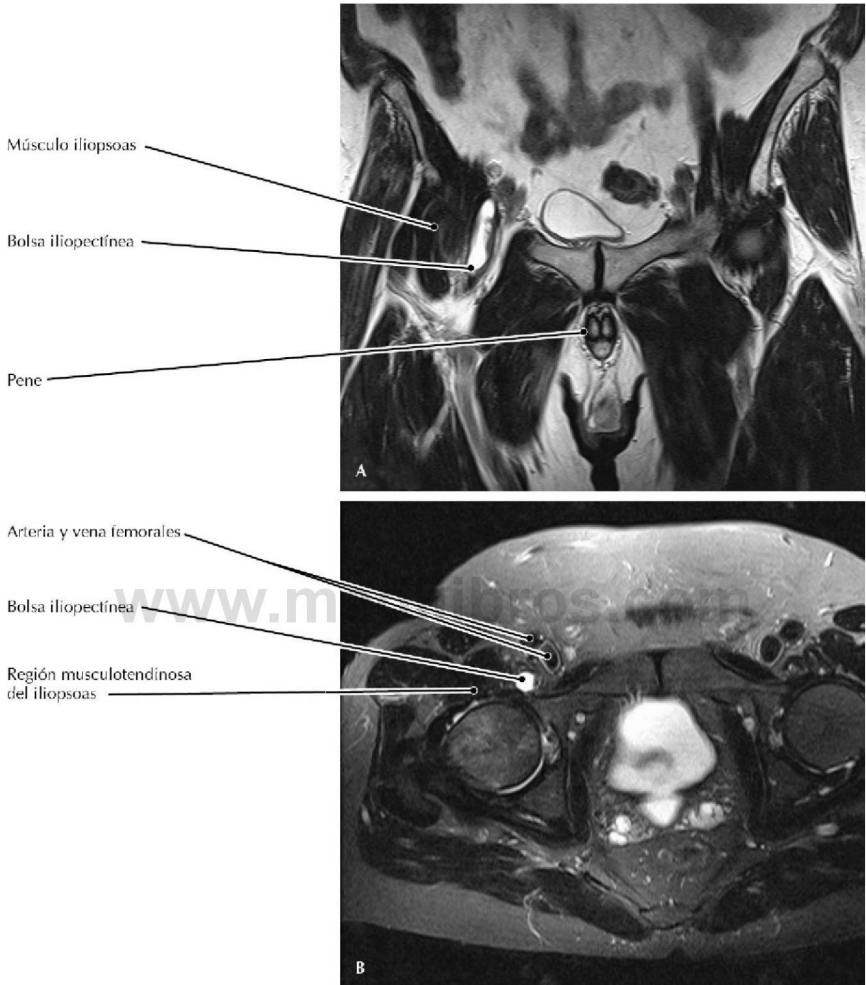 Músculo iliopsoas
Bolsa iliopectínea
Pene
A
Arteria y vena femorales
Bolsa iliopectínea
Región musculotendinosa
del iliopsoas
B